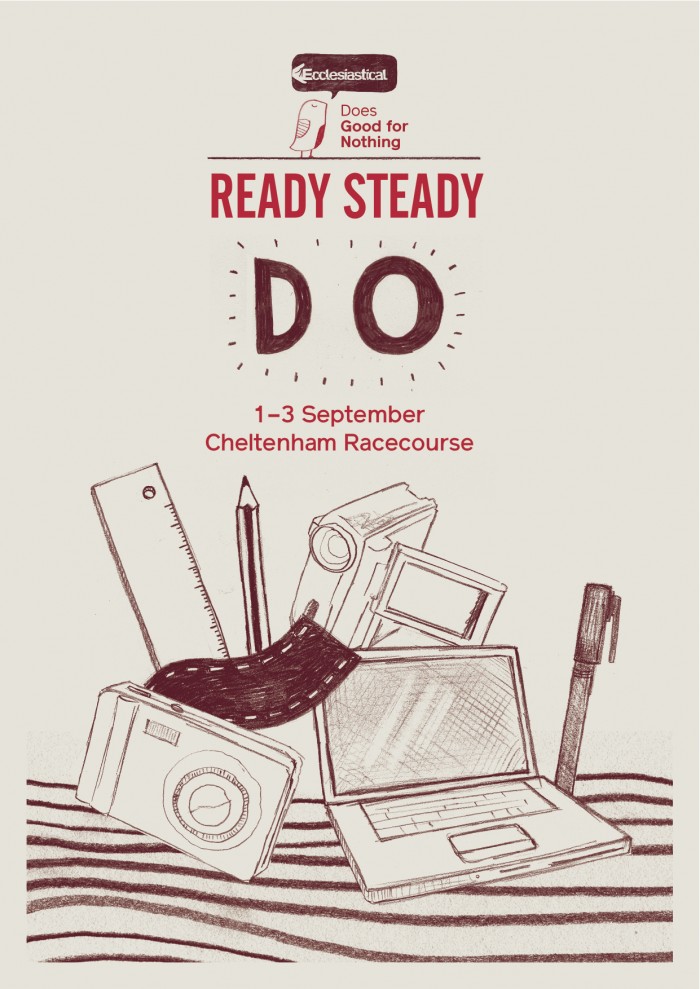 Ecclesiastical
Does
Good for
Nothing
READY STEADY
DO
1–3 September
Cheltenham Racecourse